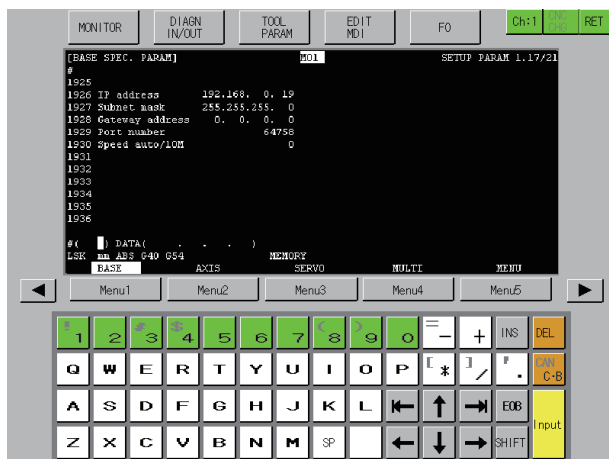 MONITOR DIAGN IN/OUT TOOL PARAM EDIT MDI F0 Ch:1 CNC CHG RET
[BASE SPEC. PARAM] M01 SETUP PARAM 1.17/21
#
1925
1926 IP address 192.168. 0. 19
1927 Subnet mask 255.255.255. 0
1928 Gateway address 0. 0. 0. 0
1929 Port number 64758
1930 Speed auto/10M 0
1931
1932
1933
1934
1935
1936
#( ) DATA( . . . )
LSK mm ABS G40 G54 MEMORY
BASE AXIS SERVO MULTI MENU
Menu1 Menu2 Menu3 Menu4 Menu5
! 1 2 # 3 $ 4 5 6 7 ( 8 ) 9 0 = - + INS DEL
Q W E R T Y U I O P [ * ] / . CAN C·B
A S D F G H J K L EOB Input
Z X C V B N M SP SHIFT